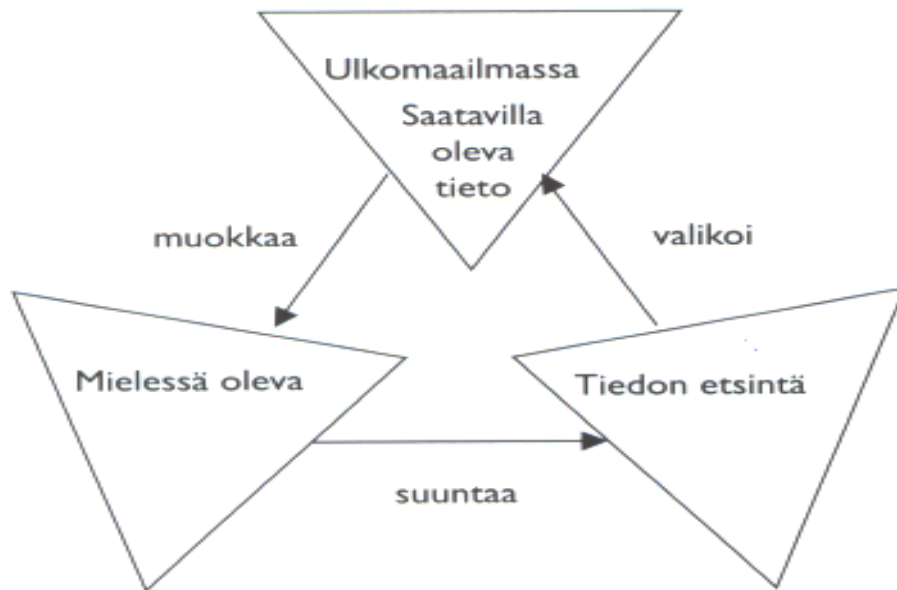 Ulkomaailmassa
Saatavilla
oleva
tieto
muokkaa
valikoi
Mielessä oleva
Tiedon etsintä
suuntaa